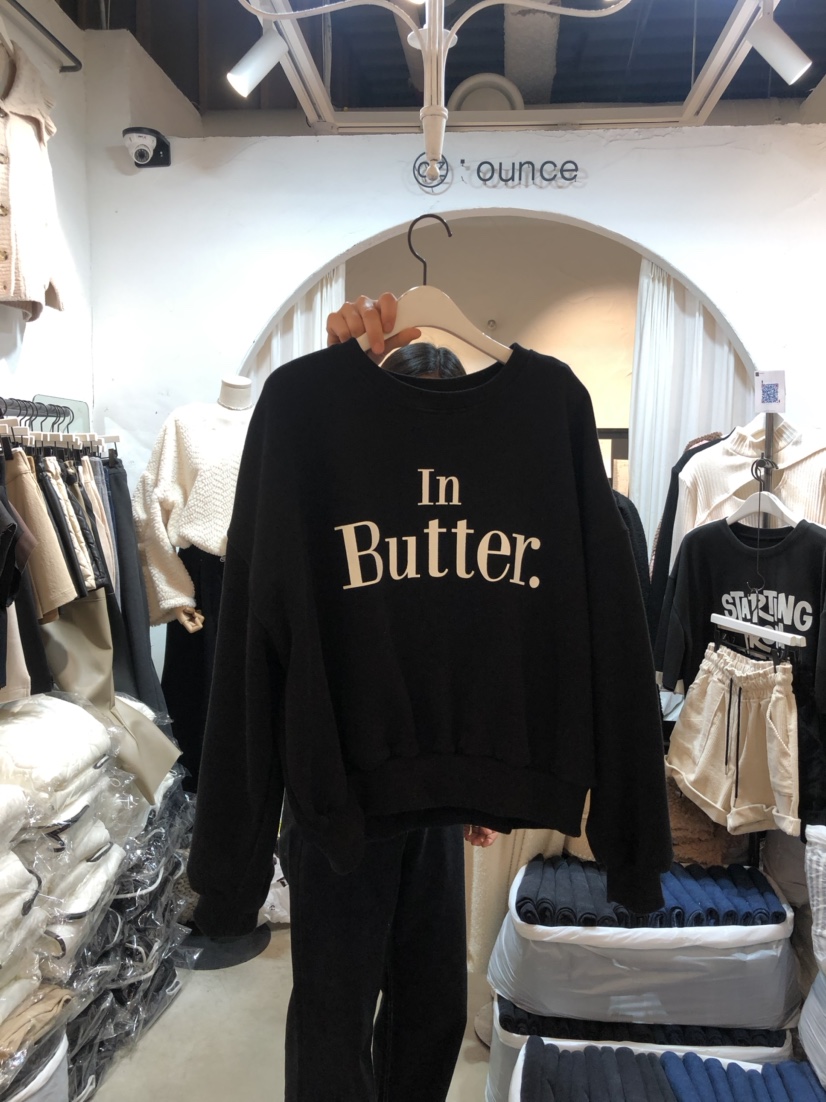 ounce
In
Butter.
STARTING